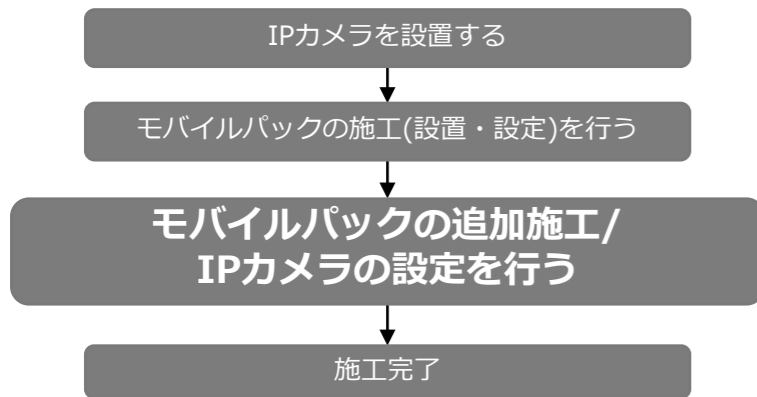 IPカメラを設置する
モバイルパックの施工(設置・設定)を行う
モバイルパックの追加施工/
IPカメラの設定を行う
施工完了